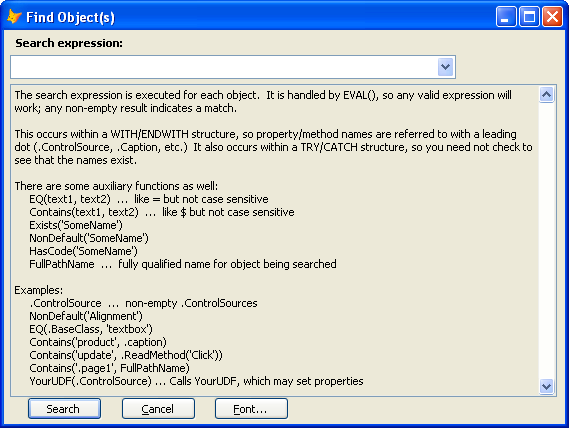 Find Object(s)
Search expression:
The search expression is executed for each object.  It is handled by EVAL(), so any valid expression will
work; any non-empty result indicates a match.
This occurs within a WITH/ENDWITH structure, so property/method names are referred to with a leading
dot (.ControlSource, .Caption, etc.)  It also occurs within a TRY/CATCH structure, so you need not check to
see that the names exist.
There are some auxiliary functions as well:
EQ(text1, text2)  ...  like = but not case sensitive
Contains(text1, text2)  ... like $ but not case sensitive
Exists('SomeName')
NonDefault('SomeName')
HasCode('SomeName')
FullPathName  ... fully qualified name for object being searched
Examples:
.ControlSource  ...  non-empty .ControlSources
NonDefault('Alignment')
EQ(.BaseClass, 'textbox')
Contains('product', .caption)
Contains('update', .ReadMethod('Click'))
Contains('.page1', FullPathName)
YourUDF(.ControlSource) ... Calls YourUDF, which may set properties
Search Cancel Font...